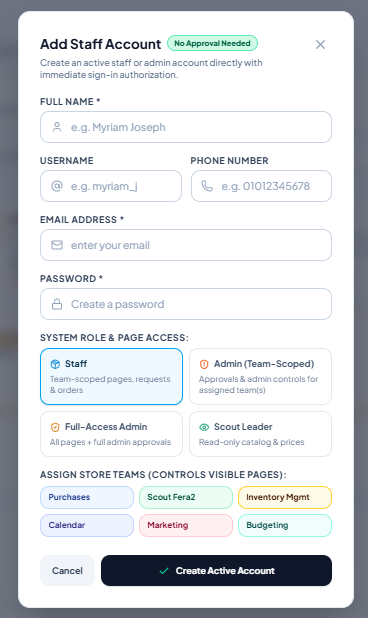 Add Staff Account No Approval Needed
Create an active staff or admin account directly with
immediate sign-in authorization.
FULL NAME *
e.g. Myriam Joseph
USERNAME PHONE NUMBER
e.g. myriam_j e.g. 01012345678
EMAIL ADDRESS *
enter your email
PASSWORD *
Create a password
SYSTEM ROLE & PAGE ACCESS:
Staff
Team-scoped pages, requests
& orders
Admin (Team-Scoped)
Approvals & admin controls for
assigned team(s)
Full-Access Admin
All pages + full admin approvals
Scout Leader
Read-only catalog & prices
ASSIGN STORE TEAMS (CONTROLS VISIBLE PAGES):
Purchases Scout Fera2 Inventory Mgmt
Calendar Marketing Budgeting
Cancel Create Active Account